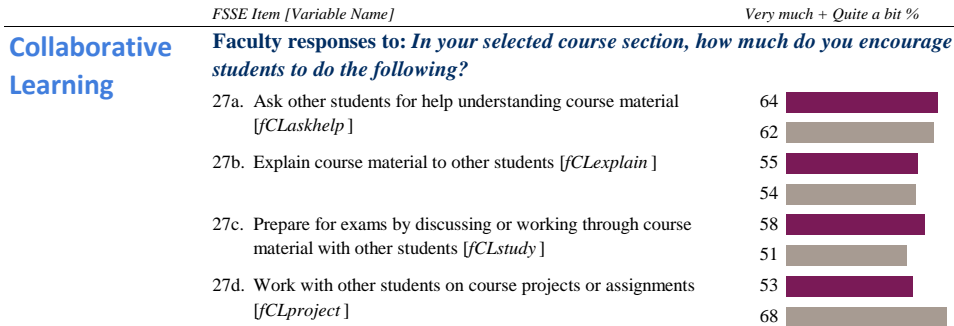 FSSE Item [Variable Name]
Very much + Quite a bit %
Collaborative
Learning
Faculty responses to: In your selected course section, how much do you encourage
students to do the following?
27a. Ask other students for help understanding course material
[fCLaskhelp ]
64
62
27b. Explain course material to other students [fCLexplain ]
55
54
27c. Prepare for exams by discussing or working through course
material with other students [fCLstudy ]
58
51
27d. Work with other students on course projects or assignments
[fCLproject ]
53
68